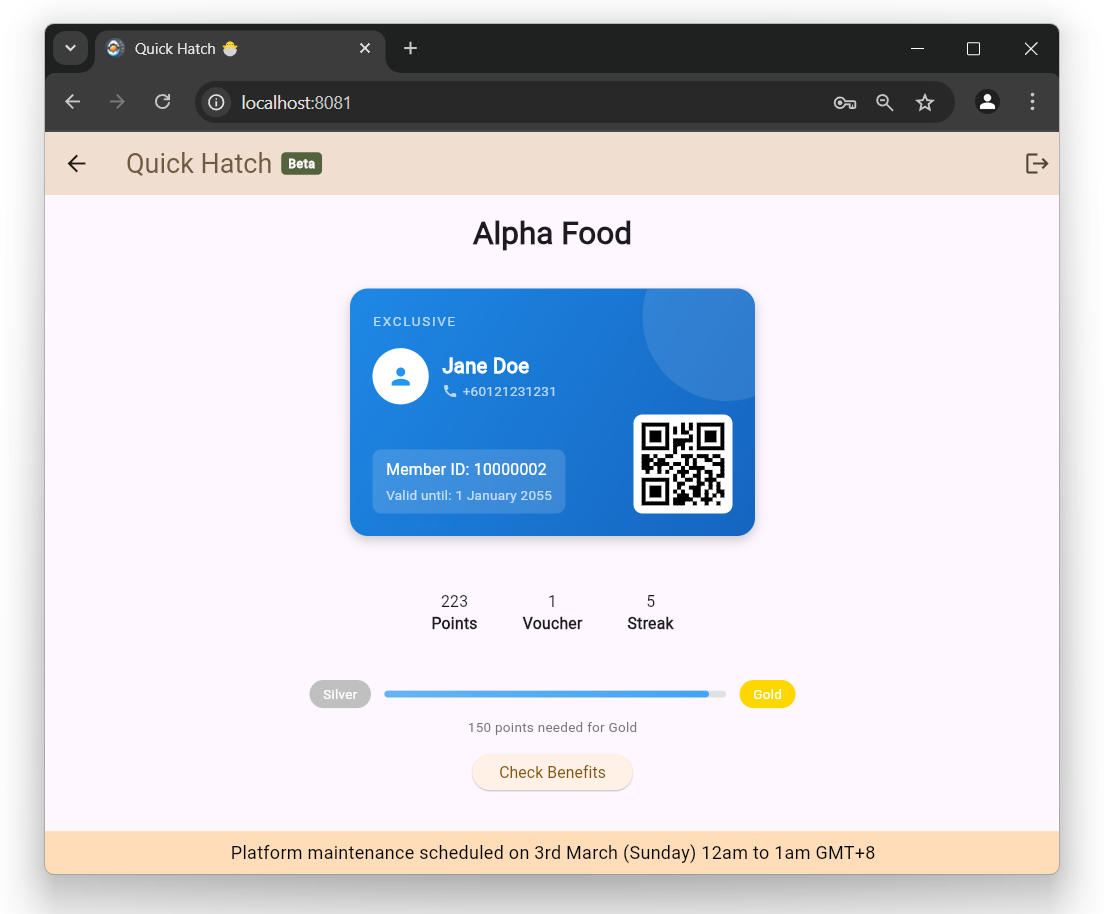 Quick Hatch 🐣
localhost:8081
Quick Hatch Beta
Alpha Food
EXCLUSIVE
Jane Doe
+60121231231
Member ID: 10000002
Valid until: 1 January 2055
223 1 5
Points Voucher Streak
Silver Gold
150 points needed for Gold
Check Benefits
Platform maintenance scheduled on 3rd March (Sunday) 12am to 1am GMT+8